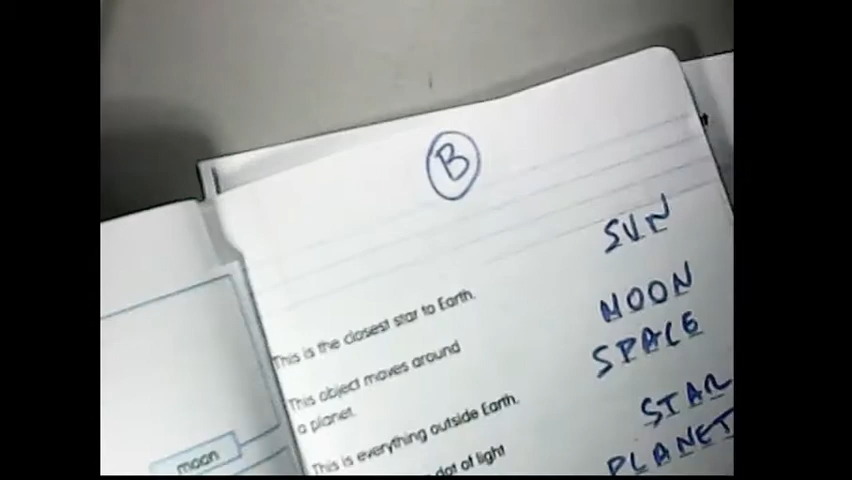 B
SUN
This is the closest star to Earth.
MOON
This object moves around
a planet.
SPACE
This is everything outside Earth.
STAR
dot of light
PLANET
moon